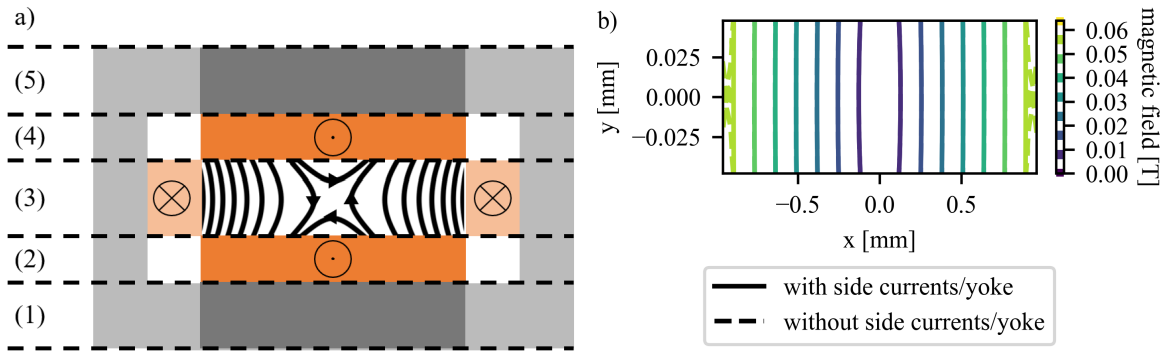 a)
(5)
(4)
(3)
(2)
(1)
b)
0.025
0.000
−0.025
y [mm]
−0.5
0.0
0.5
x [mm]
0.06
0.05
0.04
0.03
0.02
0.01
0.00
magnetic field [T]
with side currents/yoke
without side currents/yoke